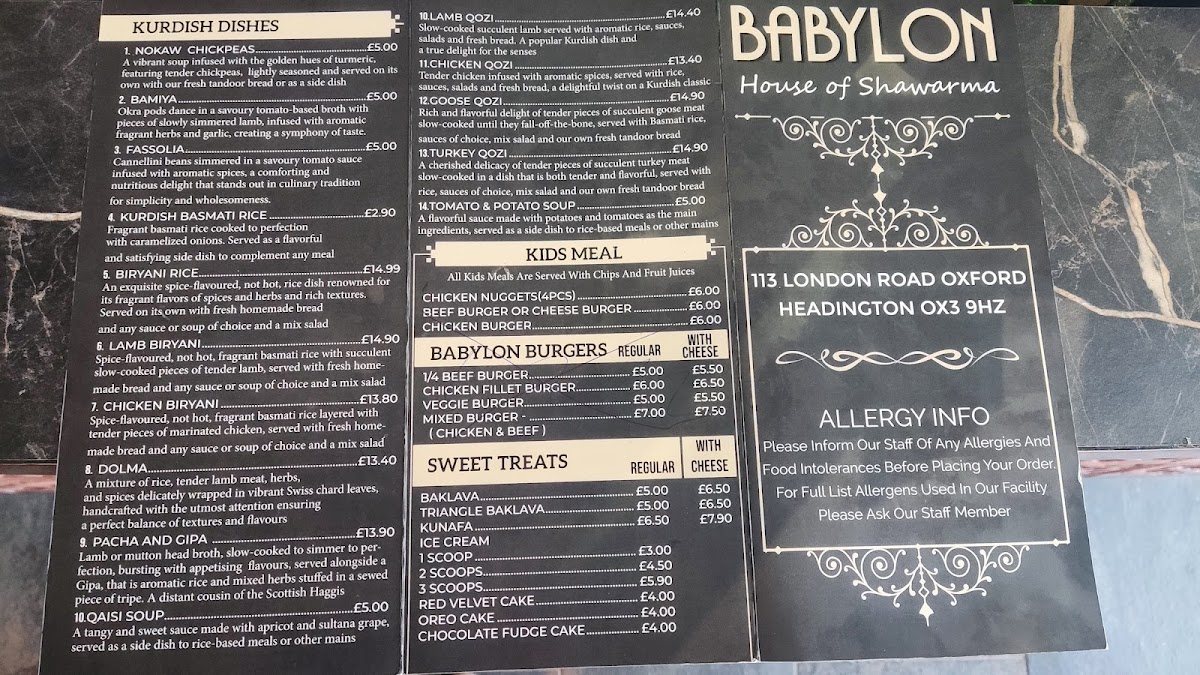 KURDISH DISHES
1. NOKAW CHICKPEAS....................£5.00
A vibrant soup infused with the golden hues of turmeric,
featuring tender chickpeas, lightly seasoned and served on its
own with our fresh tandoor bread or as a side dish
2. BAMIYA....................£5.00
Okra pods dance in a savoury tomato-based broth with
pieces of slowly simmered lamb, infused with aromatic
fragrant herbs and garlic, creating a symphony of taste.
3. FASSOLIA....................£5.00
Cannellini beans simmered in a savoury tomato sauce
infused with aromatic spices, a comforting and
nutritious delight that stands out in culinary tradition
for simplicity and wholesomeness.
4. KURDISH BASMATI RICE....................£2.90
Fragrant basmati rice cooked to perfection
with caramelized onions. Served as a flavorful
and satisfying side dish to complement any meal
5. BIRYANI RICE....................£14.99
An exquisite spice-flavoured, not hot, rice dish renowned for
its fragrant flavors of spices and herbs and rich textures.
Served on its own with fresh homemade bread
and any sauce or soup of choice and a mix salad
6. LAMB BIRYANI....................£14.90
Spice-flavoured, not hot, fragrant basmati rice with succulent
slow-cooked pieces of tender lamb, served with fresh home-
made bread and any sauce or soup of choice and a mix salad
7. CHICKEN BIRYANI....................£13.80
Spice-flavoured, not hot, fragrant basmati rice layered with
tender pieces of marinated chicken, served with fresh home-
made bread and any sauce or soup of choice and a mix salad
8. DOLMA....................£13.40
A mixture of rice, tender lamb meat, herbs,
and spices delicately wrapped in vibrant Swiss chard leaves,
handcrafted with the utmost attention ensuring
a perfect balance of textures and flavours
9. PACHA AND GIPA ....................£13.90
Lamb or mutton head broth, slow-cooked to simmer to per-
fection, bursting with appetising flavours, served alongside a
Gipa, that is aromatic rice and mixed herbs stuffed in a sewed
piece of tripe. A distant cousin of the Scottish Haggis
10.QAISI SOUP....................£5.00
A tangy and sweet sauce made with apricot and sultana grape,
served as a side dish to rice-based meals or other mains
10.LAMB QOZI....................£14.40
Slow-cooked succulent lamb served with aromatic rice, sauces,
salads and fresh bread. A popular Kurdish dish and
a true delight for the senses
11.CHICKEN QOZI....................£13.40
Tender chicken infused with aromatic spices, served with rice,
sauces, salads and fresh bread, a delightful twist on a Kurdish classic
12.GOOSE QOZI....................£14.90
Rich and flavorful delight of tender pieces of succulent goose meat
slow-cooked until they fall-off-the-bone, served with Basmati rice,
sauces of choice, mix salad and our own fresh tandoor bread
13.TURKEY QOZI....................£14.90
A cherished delicacy of tender pieces of succulent turkey meat
slow-cooked in a dish that is both tender and flavorful, served with
rice, sauces of choice, mix salad and our own fresh tandoor bread
14.TOMATO & POTATO SOUP....................£5.00
A flavorful sauce made with potatoes and tomatoes as the main
ingredients, served as a side dish to rice-based meals or other mains
KIDS MEAL
All Kids Meals Are Served With Chips And Fruit Juices
CHICKEN NUGGETS(4PCS)....................£6.00
BEEF BURGER OR CHEESE BURGER....................£6.00
CHICKEN BURGER....................£6.00
BABYLON BURGERS REGULAR WITH CHEESE
1/4 BEEF BURGER....................£5.00 £5.50
CHICKEN FILLET BURGER....................£6.00 £6.50
VEGGIE BURGER....................£5.00 £5.50
MIXED BURGER -....................£7.00 £7.50
( CHICKEN & BEEF )
SWEET TREATS REGULAR WITH CHEESE
BAKLAVA....................£5.00 £6.50
TRIANGLE BAKLAVA....................£5.00 £6.50
KUNAFA....................£6.50 £7.90
ICE CREAM
1 SCOOP....................£3.00
2 SCOOPS....................£4.50
3 SCOOPS....................£5.90
RED VELVET CAKE....................£4.00
OREO CAKE....................£4.00
CHOCOLATE FUDGE CAKE....................£4.00
BABYLON
House of Shawarma
113 LONDON ROAD OXFORD
HEADINGTON OX3 9HZ
ALLERGY INFO
Please Inform Our Staff Of Any Allergies And
Food Intolerances Before Placing Your Order.
For Full List Allergens Used In Our Facility
Please Ask Our Staff Member